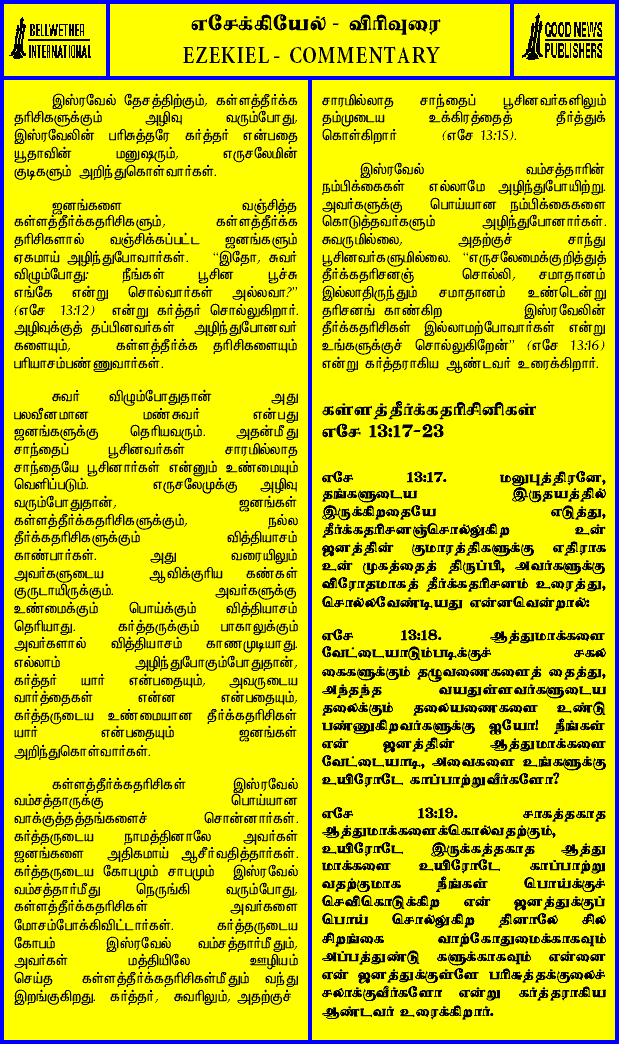 BELLWETHER
INTERNATIONAL
எசேக்கியேல் - விரிவுரை
EZEKIEL - COMMENTARY
GOOD NEWS
PUBLISHERS
இஸ்ரவேல் தேசத்திற்கும், கள்ளத்தீர்க்க
தரிசிகளுக்கும் அழிவு வரும்போது,
இஸ்ரவேலின் பரிசுத்தரே கர்த்தர் என்பதை
யூதாவின் மனுஷரும், எருசலேமின்
குடிகளும் அறிந்துகொள்வார்கள்.
ஜனங்களை வஞ்சித்த
கள்ளத்தீர்க்கதரிசிகளும், கள்ளத்தீர்க்க
தரிசிகளால் வஞ்சிக்கப்பட்ட ஜனங்களும்
ஏகமாய் அழிந்துபோவார்கள். "இதோ, சுவர்
விழும்போது: நீங்கள் பூசின பூச்சு
எங்கே என்று சொல்வார்கள் அல்லவா?"
(எசே 13:12) என்று கர்த்தர் சொல்லுகிறார்.
அழிவுக்குத் தப்பினவர்கள் அழிந்தோனவர்
களையும், கள்ளத்தீர்க்க தரிசிகளையும்
பரியாசம்பண்ணுவார்கள்.
சுவர் விழும்போதுதான் அது
பலவீனமான மண்சுவர் என்பது
ஜனங்களுக்கு தெரியவரும். அதன்மீது
சாந்தைப் பூசினவர்கள் சாரமில்லாத
சாந்தையே பூசினார்கள் என்னும் உண்மையும்
வெளிப்படும். எருசலேமுக்கு அழிவு
வரும்போதுதான், ஜனங்கள்
கள்ளத்தீர்க்கதரிசிகளுக்கும், நல்ல
தீர்க்கதரிசிகளுக்கும் வித்தியாசம்
காண்பார்கள். அது வரையிலும்
அவர்களுடைய ஆவிக்குரிய கண்கள்
குருடாயிருக்கும். அவர்களுக்கு
உண்மைக்கும் பொய்க்கும் வித்தியாசம்
தெரியாது. கர்த்தருக்கும் பாகாலுக்கும்
அவர்களால் வித்தியாசம் காணமுடியாது.
எல்லாம் அழிந்துபோகும்போதுதான்,
கர்த்தர் யார் என்பதையும், அவருடைய
வார்த்தைகள் என்ன என்பதையும்,
கர்த்தருடைய உண்மையான தீர்க்கதரிசிகள்
யார் என்பதையும் ஜனங்கள்
அறிந்துகொள்வார்கள்.
கள்ளத்தீர்க்கதரிசிகள் இஸ்ரவேல்
வம்சத்தாருக்கு பொய்யான
வாக்குத்தத்தங்களைச் சொன்னார்கள்.
கர்த்தருடைய நாமத்தினாலே அவர்கள்
ஜனங்களை அதிகமாய் ஆசீர்வதித்தார்கள்.
கர்த்தருடைய கோபமும் சாபமும் இஸ்ரவேல்
வம்சத்தார்மீது நெருங்கி வரும்போது,
கள்ளத்தீர்க்கதரிசிகள் அவர்களை
மோசம்போக்கிவிட்டார்கள். கர்த்தருடைய
கோபம் இஸ்ரவேல் வம்சத்தார்மீதும்,
அவர்கள் மத்தியிலே ஊழியம்
செய்த கள்ளத்தீர்க்கதரிசிகள்மீதும் வந்து
இறங்குகிறது. கர்த்தர், சுவரிலும், அதற்குச்
சாரமில்லாத சாந்தைப் பூசினவர்களிலும்
தம்முடைய உக்கிரத்தைத் தீர்த்துக்
கொள்கிறார் (எசே 13:15).
இஸ்ரவேல் வம்சத்தாரின்
நம்பிக்கைகள் எல்லாமே அழிந்துபோயிற்று.
அவர்களுக்கு பொய்யான நம்பிக்கைகளை
கொடுத்தவர்களும் அழிந்துபோனார்கள்.
சுவருமில்லை, அதற்குச் சாந்து
பூசினவர்களுமில்லை. "எருசலேமைக்குறித்துத்
தீர்க்கதரிசனஞ் சொல்லி, சமாதானம்
இல்லாதிருந்தும் சமாதானம் உண்டென்று
தரிசனங் காண்கிற இஸ்ரவேலின்
தீர்க்கதரிசிகள் இல்லாமற்போவார்கள் என்று
உங்களுக்குச் சொல்லுகிறேன்" (எசே 13:16)
என்று கர்த்தராகிய ஆண்டவர் உரைக்கிறார்.
கள்ளத்தீர்க்கதரிசினிகள்
எசே 13:17-23
எசே 13:17. மனுபுத்திரனே,
தங்களுடைய இருதயத்தில்
இருக்கிறதையே எடுத்து,
தீர்க்கதரிசனஞ்சொல்லுகிற உன்
ஜனத்தின் குமாரத்திகளுக்கு எதிராக
உன் முகத்தைத் திருப்பி, அவர்களுக்கு
விரோதமாகத் தீர்க்கதரிசனம் உரைத்து,
சொல்லவேண்டியது என்னவென்றால்:
எசே 13:18. ஆத்துமாக்களை
வேட்டையாடும்படிக்குச் சகல
கைகளுக்கும் தழுவணைகளைத் தைத்து,
அந்தந்த வயதுள்ளவர்களுடைய
தலைக்கும் தலையணைகளை உண்டு
பண்ணுகிறவர்களுக்கு ஐயோ! நீங்கள்
என் ஜனத்தின் ஆத்துமாக்களை
வேட்டையாடி, அவைகளை உங்களுக்கு
உயிரோடே காப்பாற்றுவீர்களோ?
எசே 13:19. சாகத்தகாத
ஆத்துமாக்களைக்கொல்வதற்கும்,
உயிரோடே இருக்கத்தகாத ஆத்து
மாக்களை உயிரோடே காப்பாற்று
வதற்குமாக நீங்கள் பொய்க்குச்
செவிகொடுக்கிற என் ஜனத்துக்குப்
பொய் சொல்லுகிற தினாலே சில
சிறங்கை வாற்கோதுமைக்காகவும்
அப்பத்துண்டு களுக்காகவும் என்னை
என் ஜனத்துக்குள்ளே பரிசுத்தக்குலைச்
சலாக்குவீர்களோ என்று கர்த்தராகிய
ஆண்டவர் உரைக்கிறார்.